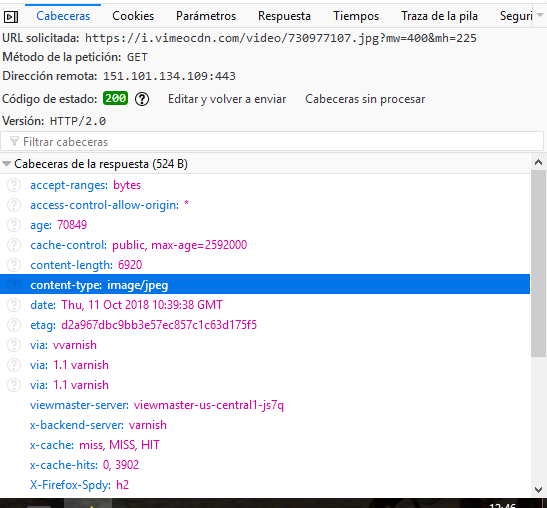 Cabeceras Cookies Parámetros Respuesta Tiempos Traza de la pila Seguri
URL solicitada: https://i.vimeocdn.com/video/730977107.jpg?mw=400&mh=225
Método de la petición: GET
Dirección remota: 151.101.134.109:443
Código de estado: 200 ? Editar y volver a enviar Cabeceras sin procesar
Versión: HTTP/2.0
Filtrar cabeceras
Cabeceras de la respuesta (524 B)
? accept-ranges: bytes
? access-control-allow-origin: *
? age: 70849
? cache-control: public, max-age=2592000
? content-length: 6920
? content-type: image/jpeg
? date: Thu, 11 Oct 2018 10:39:38 GMT
? etag: d2a967dbc9bb3e57ec857c1c63d175f5
? via: vvarnish
? via: 1.1 varnish
? via: 1.1 varnish
viewmaster-server: viewmaster-us-central1-js7q
x-backend-server: varnish
x-cache: miss, MISS, HIT
x-cache-hits: 0, 3902
X-Firefox-Spdy: h2